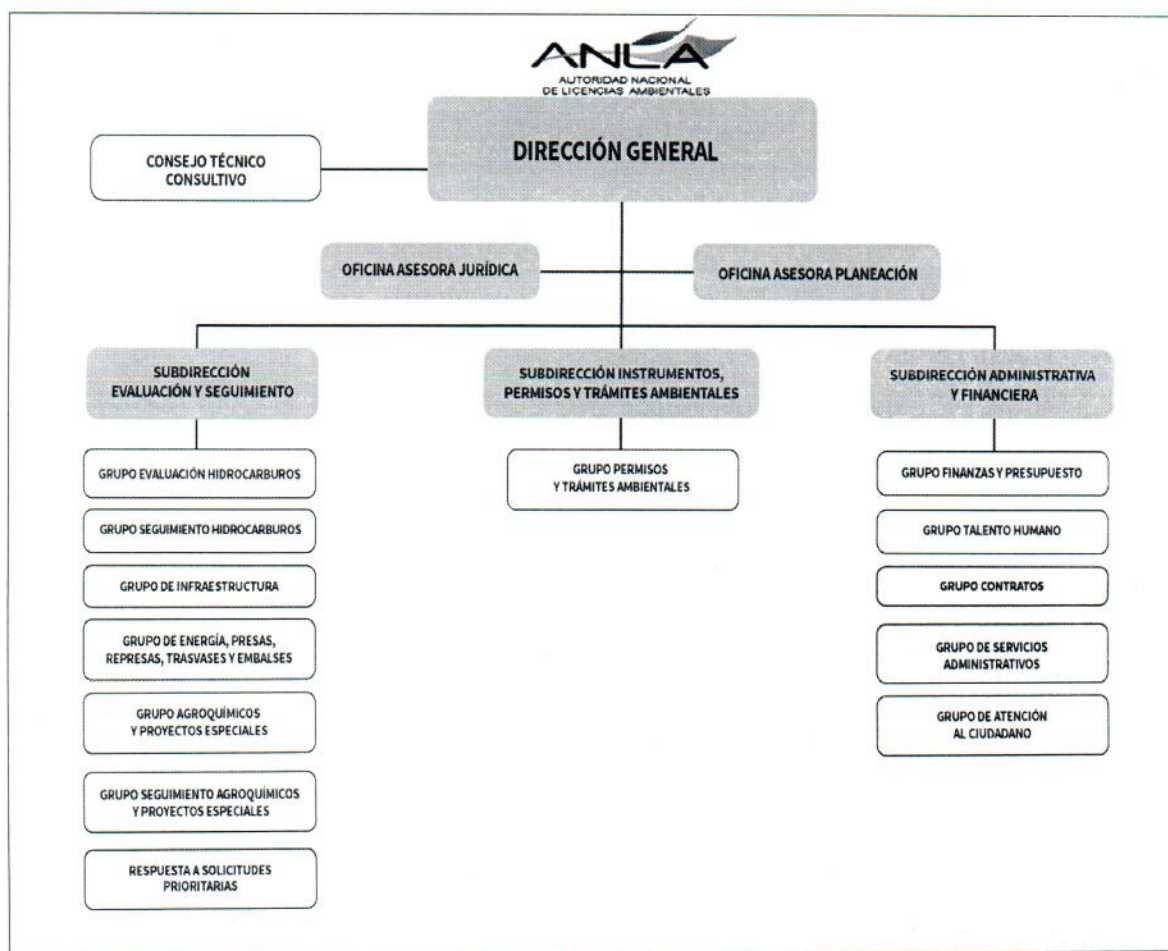 ANLA
AUTORIDAD NACIONAL
DE LICENCIAS AMBIENTALES
DIRECCIÓN GENERAL
CONSEJO TÉCNICO
CONSULTIVO
OFICINA ASESORA JURÍDICA
OFICINA ASESORA PLANEACIÓN
SUBDIRECCIÓN
EVALUACIÓN Y SEGUIMIENTO
GRUPO EVALUACIÓN HIDROCARBUROS
GRUPO SEGUIMIENTO HIDROCARBUROS
GRUPO DE INFRAESTRUCTURA
GRUPO DE ENERGÍA, PRESAS,
REPRESAS, TRASVASES Y EMBALSES
GRUPO AGROQUÍMICOS
Y PROYECTOS ESPECIALES
GRUPO SEGUIMIENTO AGROQUÍMICOS
Y PROYECTOS ESPECIALES
RESPUESTA A SOLICITUDES
PRIORITARIAS
SUBDIRECCIÓN INSTRUMENTOS,
PERMISOS Y TRÁMITES AMBIENTALES
GRUPO PERMISOS
Y TRÁMITES AMBIENTALES
SUBDIRECCIÓN ADMINISTRATIVA
Y FINANCIERA
GRUPO FINANZAS Y PRESUPUESTO
GRUPO TALENTO HUMANO
GRUPO CONTRATOS
GRUPO DE SERVICIOS
ADMINISTRATIVOS
GRUPO DE ATENCIÓN
AL CIUDADANO